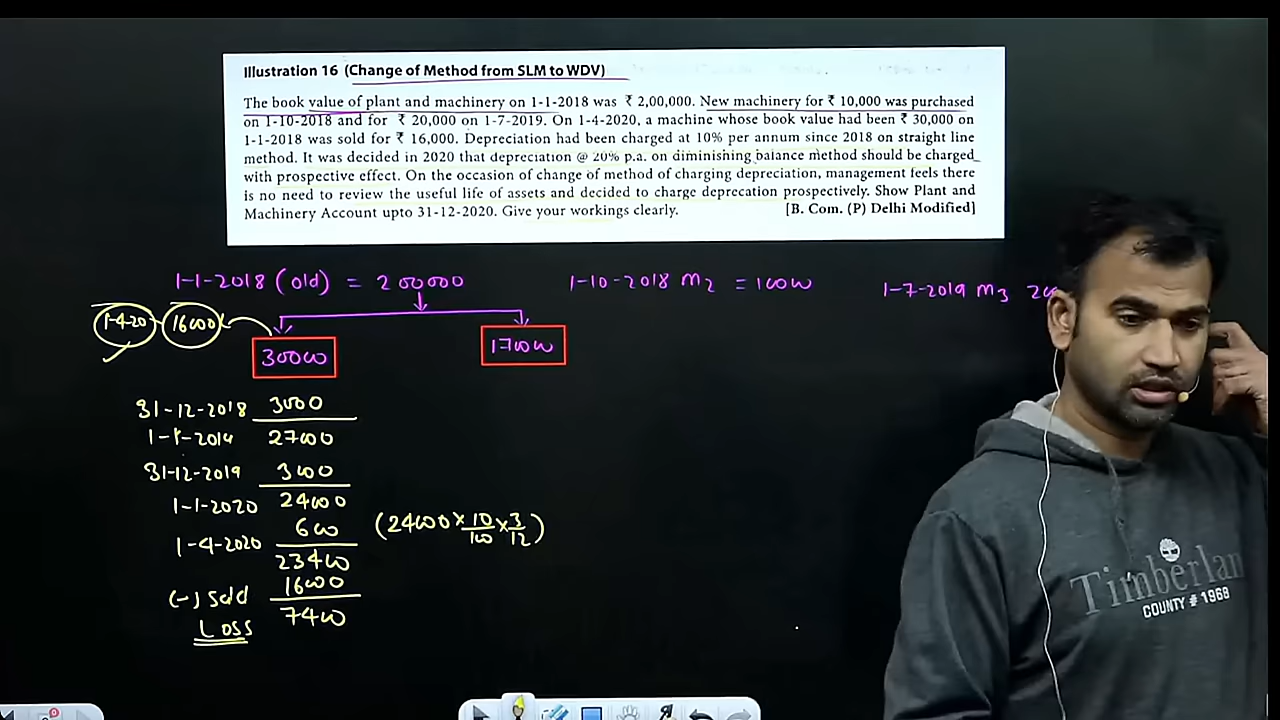 Illustration 16 (Change of Method from SLM to WDV)
The book value of plant and machinery on 1-1-2018 was ₹ 2,00,000. New machinery for ₹ 10,000 was purchased
on 1-10-2018 and for ₹ 20,000 on 1-7-2019. On 1-4-2020, a machine whose book value had been ₹ 30,000 on
1-1-2018 was sold for ₹ 16,000. Depreciation had been charged at 10% per annum since 2018 on straight line
method. It was decided in 2020 that depreciation @ 20% p.a. on diminishing balance method should be charged
with prospective effect. On the occasion of change of method of charging depreciation, management feels there
is no need to review the useful life of assets and decided to charge deprecation prospectively. Show Plant and
Machinery Account upto 31-12-2020. Give your workings clearly. [B. Com. (P) Delhi Modified]
1-1-2018 (old) = 200000
1-10-2018 M2 = 10000
1-7-2019 M3
1-4-20 16000
30000
170000
31-12-2018 3000
27000
31-12-2019 3000
1-1-2020 24000
1-4-2020 600 (24000 × 10/100 × 3/12)
23400
(-) Sold 16000
Loss 7400
Timberlan
COUNTY # 1968